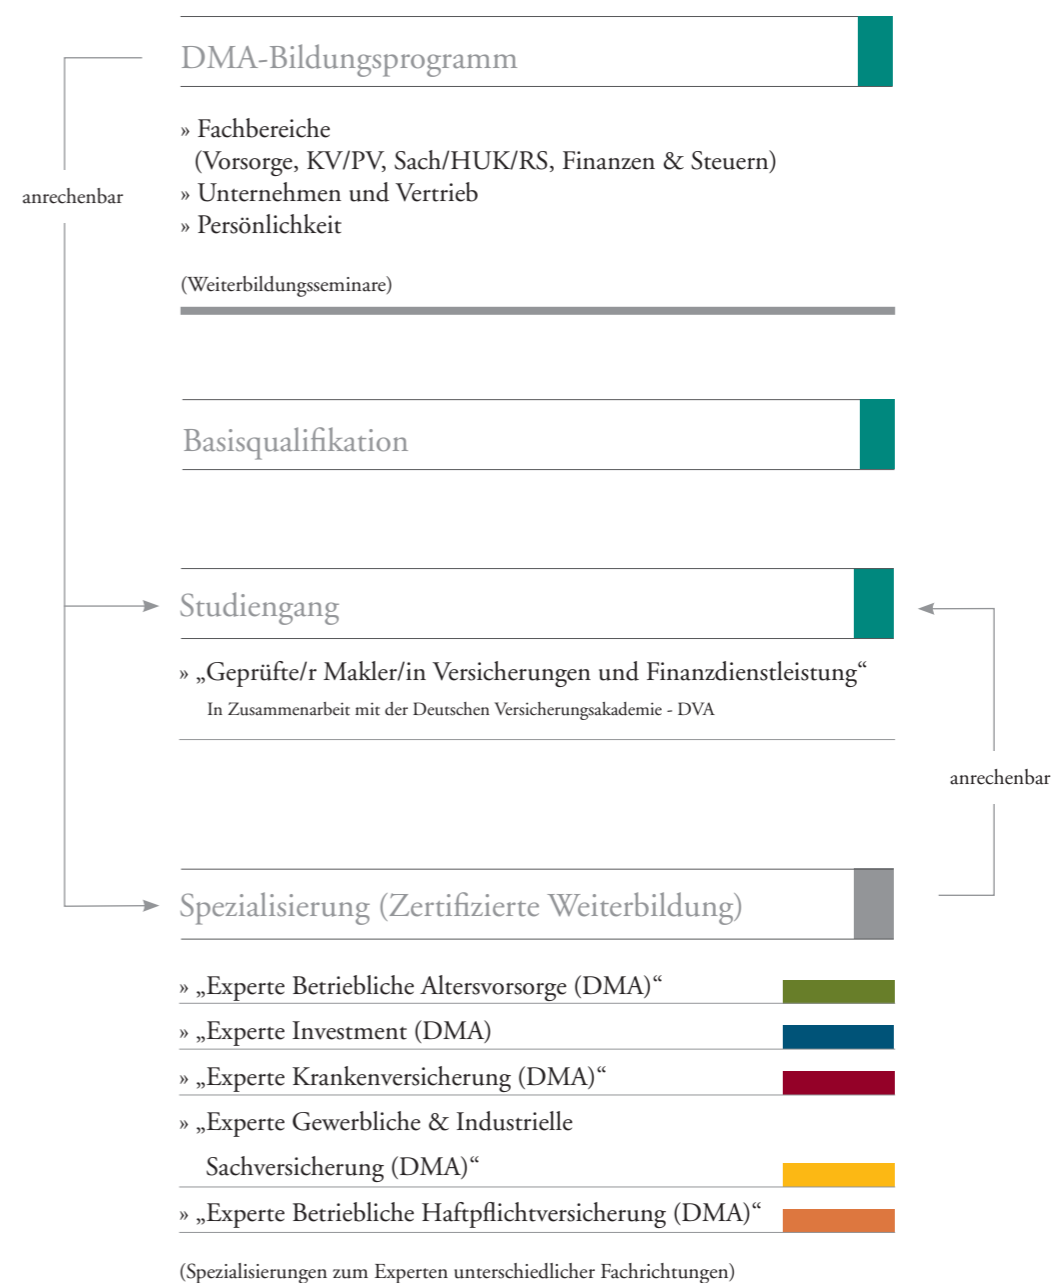 DMA-Bildungsprogramm
» Fachbereiche
(Vorsorge, KV/PV, Sach/HUK/RS, Finanzen & Steuern)
anrechenbar
» Unternehmen und Vertrieb
» Persönlichkeit
(Weiterbildungsseminare)
Basisqualifikation
Studiengang
» „Geprüfte/r Makler/in Versicherungen und Finanzdienstleistung“
In Zusammenarbeit mit der Deutschen Versicherungsakademie - DVA
anrechenbar
Spezialisierung (Zertifizierte Weiterbildung)
» „Experte Betriebliche Altersvorsorge (DMA)“
» „Experte Investment (DMA)
» „Experte Krankenversicherung (DMA)“
» „Experte Gewerbliche & Industrielle
Sachversicherung (DMA)“
» „Experte Betriebliche Haftpflichtversicherung (DMA)“
(Spezialisierungen zum Experten unterschiedlicher Fachrichtungen)